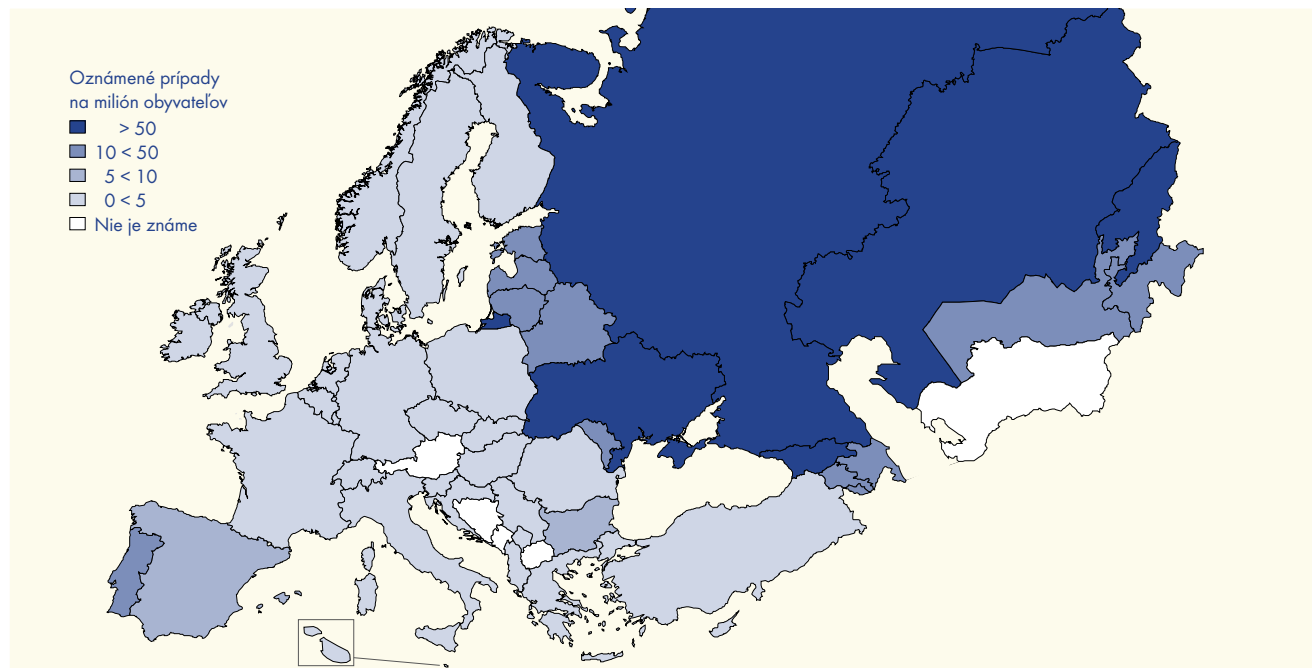 Oznámené prípady
na milión obyvateľov
> 50
10 < 50
5 < 10
0 < 5
Nie je známe